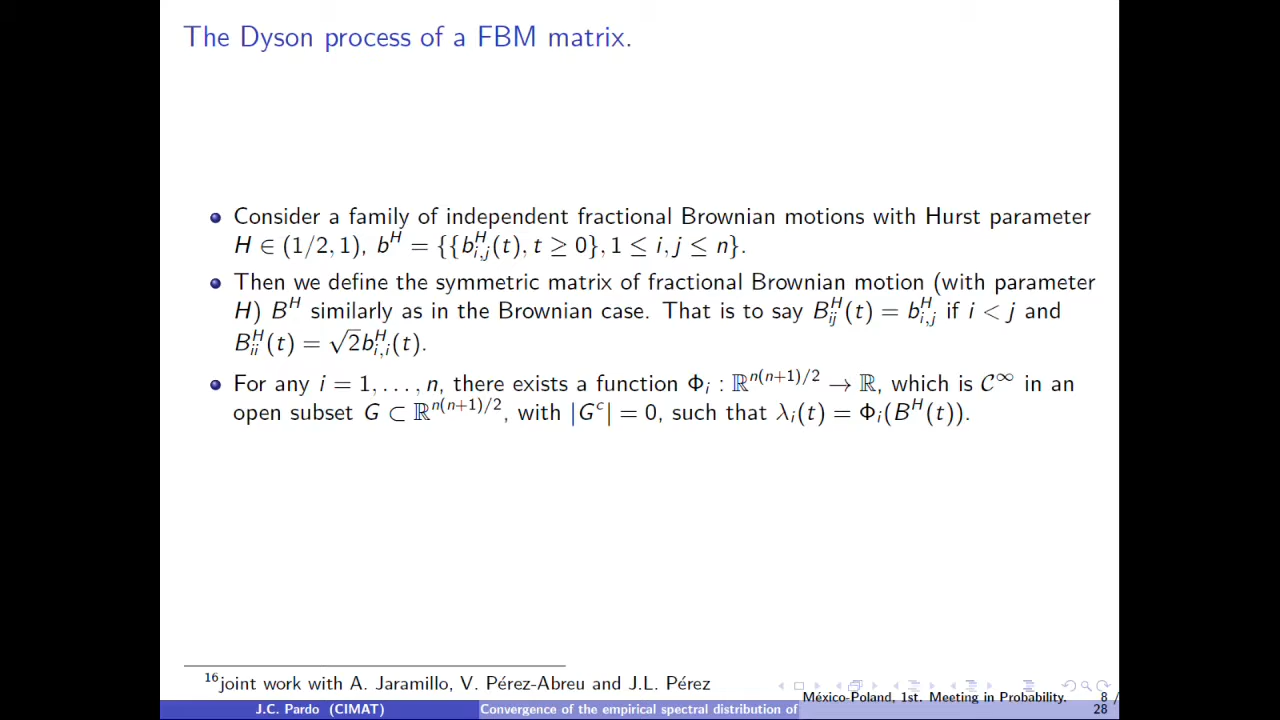 The Dyson process of a FBM matrix.
Consider a family of independent fractional Brownian motions with Hurst parameter
H ∈ (1/2, 1), b^H = {{b^H_{i,j}(t), t ≥ 0}, 1 ≤ i, j ≤ n}.
Then we define the symmetric matrix of fractional Brownian motion (with parameter
H) B^H similarly as in the Brownian case. That is to say B^H_{ij}(t) = b^H_{i,j} if i < j and
B^H_{ii}(t) = √2b^H_{i,i}(t).
For any i = 1, . . . , n, there exists a function Φ_i : ℝ^{n(n+1)/2} → ℝ, which is C^∞ in an
open subset G ⊂ ℝ^{n(n+1)/2}, with |G^c| = 0, such that λ_i(t) = Φ_i(B^H(t)).
^{16}joint work with A. Jaramillo, V. Pérez-Abreu and J.L. Pérez
J.C. Pardo (CIMAT)
Convergence of the empirical spectral distribution of
México-Poland, 1st. Meeting in Probability.
8 /
28